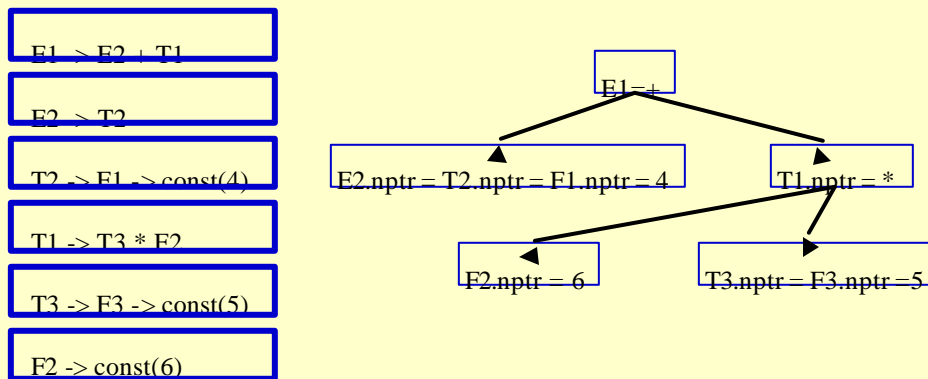 E1 -> E2 + T1
E2 -> T2
T2 -> F1 -> const(4)
T1 -> T3 * F2
T3 -> F3 -> const(5)
F2 -> const(6)
E1=+
E2.nptr = T2.nptr = F1.nptr = 4
T1.nptr = *
F2.nptr = 6
T3.nptr = F3.nptr =5